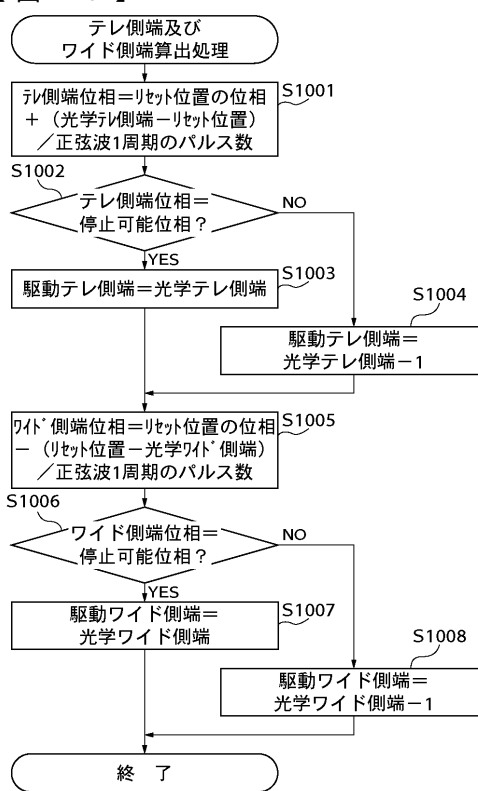 テレ側端及び
ワイド側端算出処理
S1001
ﾃﾚ側端位相＝ﾘｾｯﾄ位置の位相
＋（光学ﾃﾚ側端－ﾘｾｯﾄ位置）
／正弦波1周期のパルス数
S1002
テレ側端位相＝
停止可能位相？
NO
YES
S1003
駆動テレ側端＝光学テレ側端
S1004
駆動テレ側端＝
光学テレ側端－1
S1005
ﾜｲﾄﾞ側端位相＝ﾘｾｯﾄ位置の位相
－（ﾘｾｯﾄ位置－光学ﾜｲﾄﾞ側端）
／正弦波1周期のパルス数
S1006
ワイド側端位相＝
停止可能位相？
NO
YES
S1007
駆動ワイド側端＝
光学ワイド側端
S1008
駆動ワイド側端＝
光学ワイド側端－1
終　了